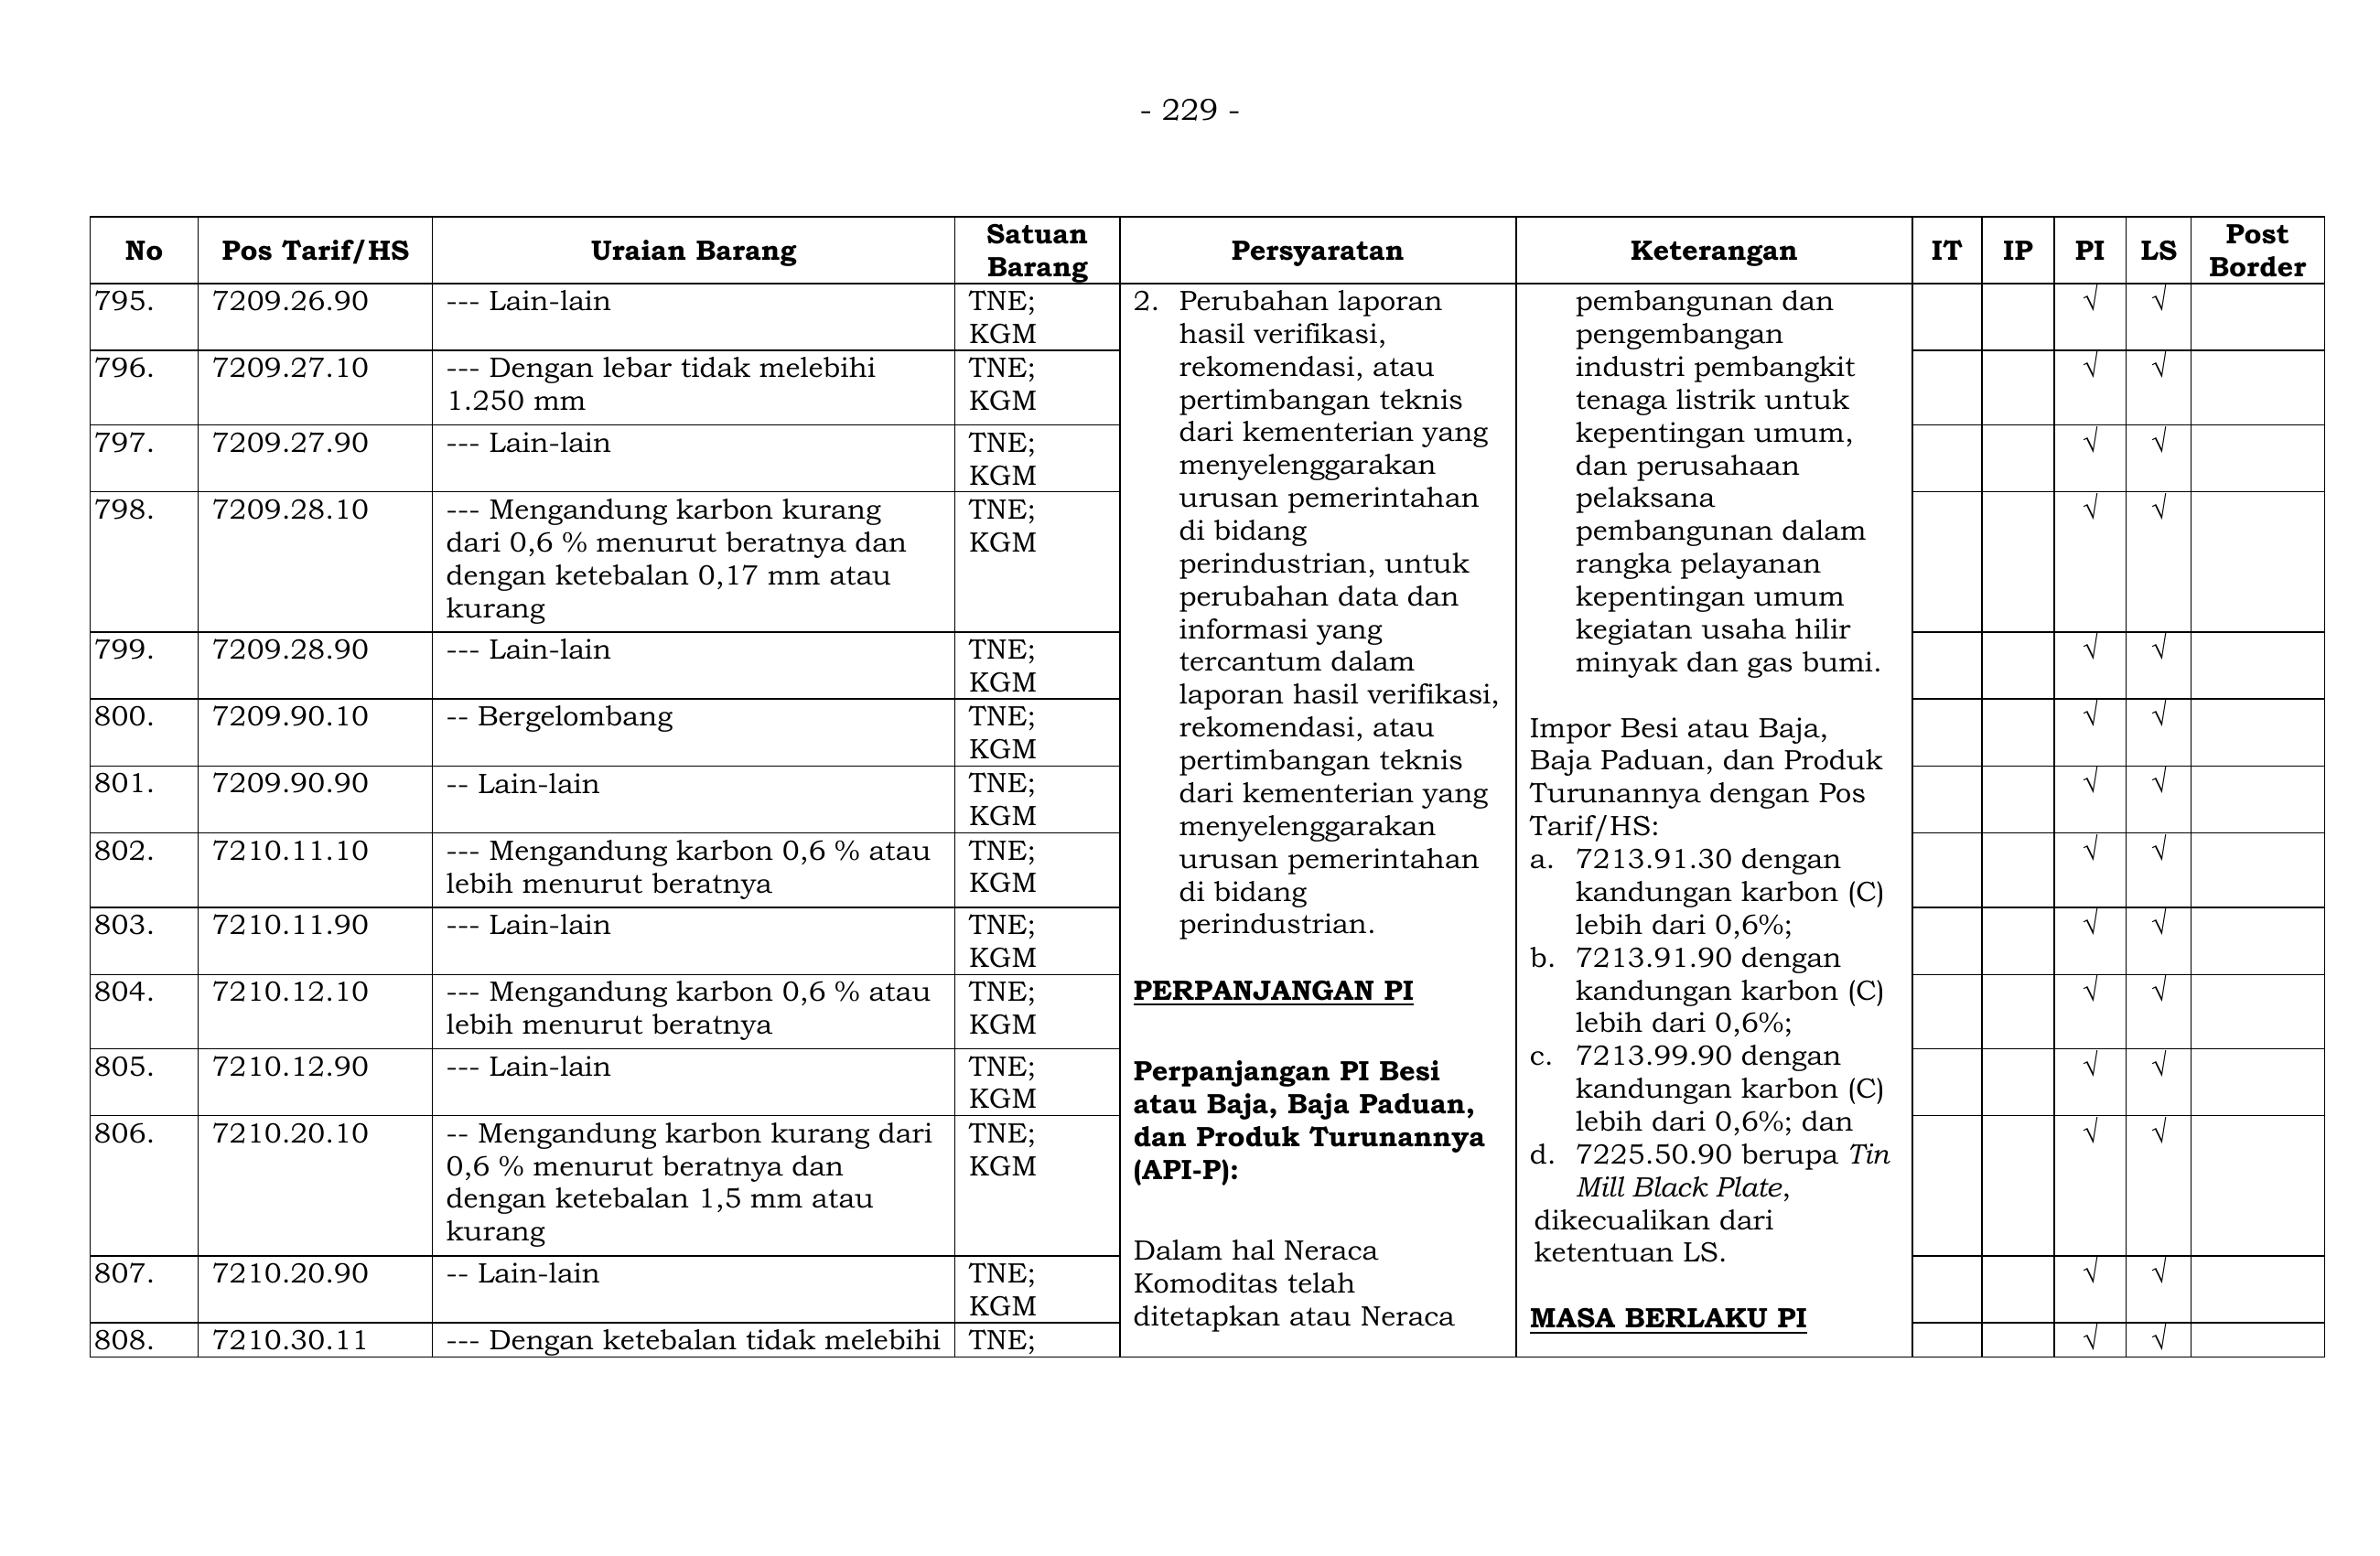 - 229 -
No Pos Tarif/HS Uraian Barang Satuan Barang Persyaratan Keterangan IT IP PI LS Post Border
795. 7209.26.90 --- Lain-lain TNE; KGM √ √
796. 7209.27.10 --- Dengan lebar tidak melebihi 1.250 mm TNE; KGM √ √
797. 7209.27.90 --- Lain-lain TNE; KGM √ √
798. 7209.28.10 --- Mengandung karbon kurang dari 0,6 % menurut beratnya dan dengan ketebalan 0,17 mm atau kurang TNE; KGM √ √
799. 7209.28.90 --- Lain-lain TNE; KGM √ √
800. 7209.90.10 -- Bergelombang TNE; KGM √ √
801. 7209.90.90 -- Lain-lain TNE; KGM √ √
802. 7210.11.10 --- Mengandung karbon 0,6 % atau lebih menurut beratnya TNE; KGM √ √
803. 7210.11.90 --- Lain-lain TNE; KGM √ √
804. 7210.12.10 --- Mengandung karbon 0,6 % atau lebih menurut beratnya TNE; KGM √ √
805. 7210.12.90 --- Lain-lain TNE; KGM √ √
806. 7210.20.10 -- Mengandung karbon kurang dari 0,6 % menurut beratnya dan dengan ketebalan 1,5 mm atau kurang TNE; KGM √ √
807. 7210.20.90 -- Lain-lain TNE; KGM √ √
808. 7210.30.11 --- Dengan ketebalan tidak melebihi TNE; √ √
2. Perubahan laporan
hasil verifikasi,
rekomendasi, atau
pertimbangan teknis
dari kementerian yang
menyelenggarakan
urusan pemerintahan
di bidang
perindustrian, untuk
perubahan data dan
informasi yang
tercantum dalam
laporan hasil verifikasi,
rekomendasi, atau
pertimbangan teknis
dari kementerian yang
menyelenggarakan
urusan pemerintahan
di bidang
perindustrian.
PERPANJANGAN PI
Perpanjangan PI Besi
atau Baja, Baja Paduan,
dan Produk Turunannya
(API-P):
Dalam hal Neraca
Komoditas telah
ditetapkan atau Neraca
pembangunan dan
pengembangan
industri pembangkit
tenaga listrik untuk
kepentingan umum,
dan perusahaan
pelaksana
pembangunan dalam
rangka pelayanan
kepentingan umum
kegiatan usaha hilir
minyak dan gas bumi.
Impor Besi atau Baja,
Baja Paduan, dan Produk
Turunannya dengan Pos
Tarif/HS:
a. 7213.91.30 dengan
kandungan karbon (C)
lebih dari 0,6%;
b. 7213.91.90 dengan
kandungan karbon (C)
lebih dari 0,6%;
c. 7213.99.90 dengan
kandungan karbon (C)
lebih dari 0,6%; dan
d. 7225.50.90 berupa Tin
Mill Black Plate,
dikecualikan dari
ketentuan LS.
MASA BERLAKU PI